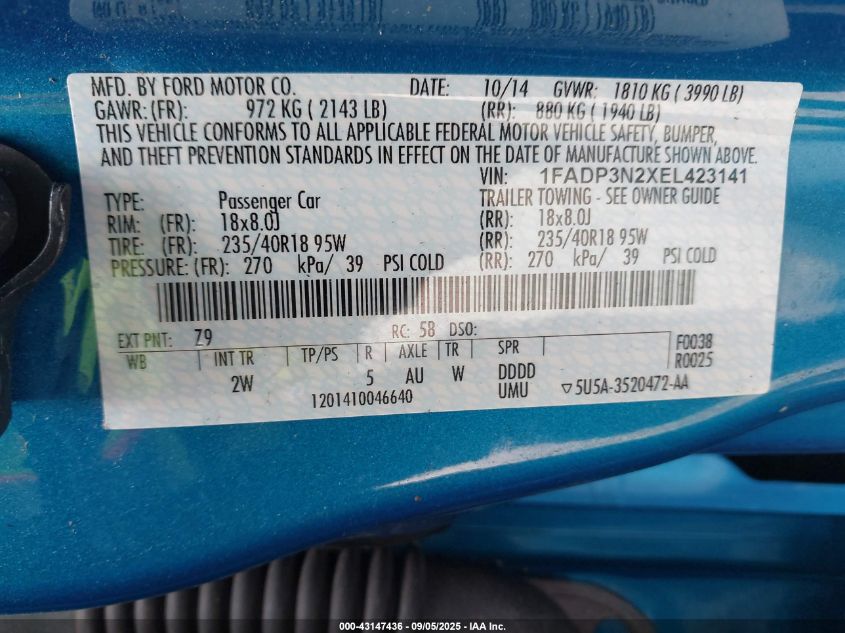 MFD. BY FORD MOTOR CO. DATE: 10/14 GVWR: 1810 KG ( 3990 LB)
GAWR: (FR): 972 KG ( 2143 LB) (RR): 880 KG ( 1940 LB)
THIS VEHICLE CONFORMS TO ALL APPLICABLE FEDERAL MOTOR VEHICLE SAFETY, BUMPER,
AND THEFT PREVENTION STANDARDS IN EFFECT ON THE DATE OF MANUFACTURE SHOWN ABOVE.
VIN: 1FADP3N2XEL423141
TYPE: Passenger Car TRAILER TOWING - SEE OWNER GUIDE
RIM: (FR): 18x8.0J (RR): 18x8.0J
TIRE: (FR): 235/40R18 95W (RR): 235/40R18 95W
PRESSURE: (FR): 270 kPa/ 39 PSI COLD (RR): 270 kPa/ 39 PSI COLD
EXT PNT: Z9 RC: 58 DSO: F0038
WB INT TR TP/PS R AXLE TR SPR R0025
2W 5 AU W DDDD
1201410046640 UMU ▽5U5A-3520472-AA
000-43147436 - 09/05/2025 - IAA Inc.